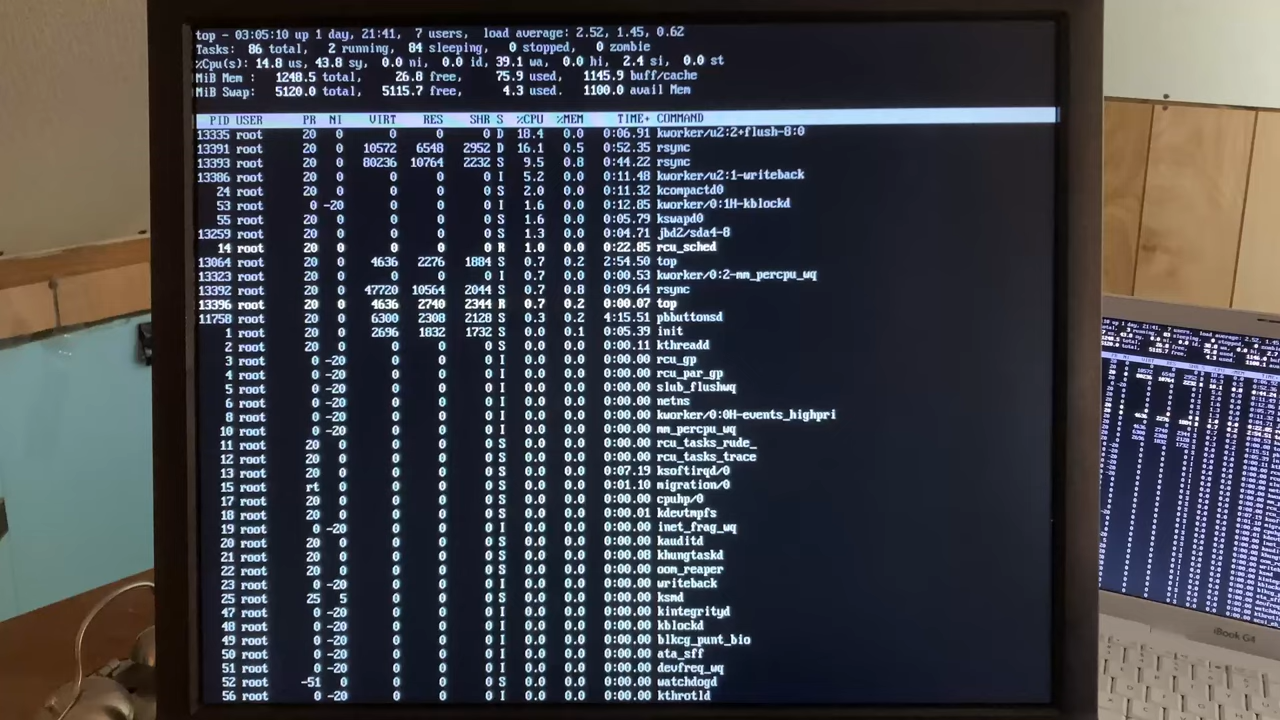 top - 03:05:10 up 1 day, 21:41, 7 users, load average: 2.52, 1.45, 0.62
Tasks: 86 total, 2 running, 84 sleeping, 0 stopped, 0 zombie
%Cpu(s): 14.8 us, 43.8 sy, 0.0 ni, 0.0 id, 39.1 wa, 0.0 hi, 2.4 si, 0.0 st
MiB Mem : 1248.5 total, 26.8 free, 75.9 used, 1145.9 buff/cache
MiB Swap: 5120.0 total, 5115.7 free, 4.3 used. 1100.0 avail Mem
PID USER PR NI VIRT RES SHR S %CPU %MEM TIME+ COMMAND
13335 root 20 0 0 0 0 D 18.4 0.0 0:06.91 kworker/u2:2+flush-8:0
13391 root 20 0 10572 6548 2952 D 16.1 0.5 0:52.35 rsync
13393 root 20 0 80236 10764 2232 S 9.5 0.8 0:44.22 rsync
13386 root 20 0 0 0 0 I 5.2 0.0 0:11.48 kworker/u2:1-writeback
24 root 20 0 0 0 0 S 2.0 0.0 0:11.32 kcompactd0
53 root 0 -20 0 0 0 I 1.6 0.0 0:12.85 kworker/0:1H-kblockd
55 root 20 0 0 0 0 S 1.6 0.0 0:05.79 kswapd0
13259 root 20 0 0 0 0 S 1.3 0.0 0:04.71 jbd2/sda4-8
14 root 20 0 0 0 0 R 1.0 0.0 0:22.85 rcu_sched
13064 root 20 0 4636 2276 1884 S 0.7 0.2 2:54.50 top
13323 root 20 0 0 0 0 I 0.7 0.0 0:00.53 kworker/0:2-mm_percpu_wq
13392 root 20 0 47720 10564 2044 S 0.7 0.8 0:09.64 rsync
13396 root 20 0 4636 2740 2344 R 0.7 0.2 0:00.07 top
11758 root 20 0 6300 2308 2128 S 0.3 0.2 4:15.51 pbbuttonsd
1 root 20 0 2696 1832 1732 S 0.0 0.1 0:05.39 init
2 root 20 0 0 0 0 S 0.0 0.0 0:00.11 kthreadd
3 root 0 -20 0 0 0 I 0.0 0.0 0:00.00 rcu_gp
4 root 0 -20 0 0 0 I 0.0 0.0 0:00.00 rcu_par_gp
5 root 0 -20 0 0 0 I 0.0 0.0 0:00.00 slub_flushwq
6 root 0 -20 0 0 0 I 0.0 0.0 0:00.00 netns
8 root 0 -20 0 0 0 I 0.0 0.0 0:00.00 kworker/0:0H-events_highpri
10 root 0 -20 0 0 0 I 0.0 0.0 0:00.00 mm_percpu_wq
11 root 20 0 0 0 0 S 0.0 0.0 0:00.00 rcu_tasks_rude_
12 root 20 0 0 0 0 S 0.0 0.0 0:00.00 rcu_tasks_trace
13 root 20 0 0 0 0 S 0.0 0.0 0:07.19 ksoftirqd/0
15 root rt 0 0 0 0 S 0.0 0.0 0:01.10 migration/0
17 root 20 0 0 0 0 S 0.0 0.0 0:00.00 cpuhp/0
18 root 20 0 0 0 0 S 0.0 0.0 0:00.01 kdevtmpfs
19 root 0 -20 0 0 0 I 0.0 0.0 0:00.00 inet_frag_wq
20 root 20 0 0 0 0 S 0.0 0.0 0:00.00 kauditd
21 root 20 0 0 0 0 S 0.0 0.0 0:00.08 khungtaskd
22 root 20 0 0 0 0 S 0.0 0.0 0:00.00 oom_reaper
23 root 0 -20 0 0 0 I 0.0 0.0 0:00.00 writeback
25 root 25 5 0 0 0 S 0.0 0.0 0:00.00 ksmd
47 root 0 -20 0 0 0 I 0.0 0.0 0:00.00 kintegrityd
48 root 0 -20 0 0 0 I 0.0 0.0 0:00.00 kblockd
49 root 0 -20 0 0 0 I 0.0 0.0 0:00.00 blkcg_punt_bio
50 root 0 -20 0 0 0 I 0.0 0.0 0:00.00 ata_sff
51 root 0 -20 0 0 0 I 0.0 0.0 0:00.00 devfreq_wq
52 root -51 0 0 0 0 S 0.0 0.0 0:00.00 watchdogd
56 root 0 -20 0 0 0 I 0.0 0.0 0:00.00 kthrotld
iBook G4